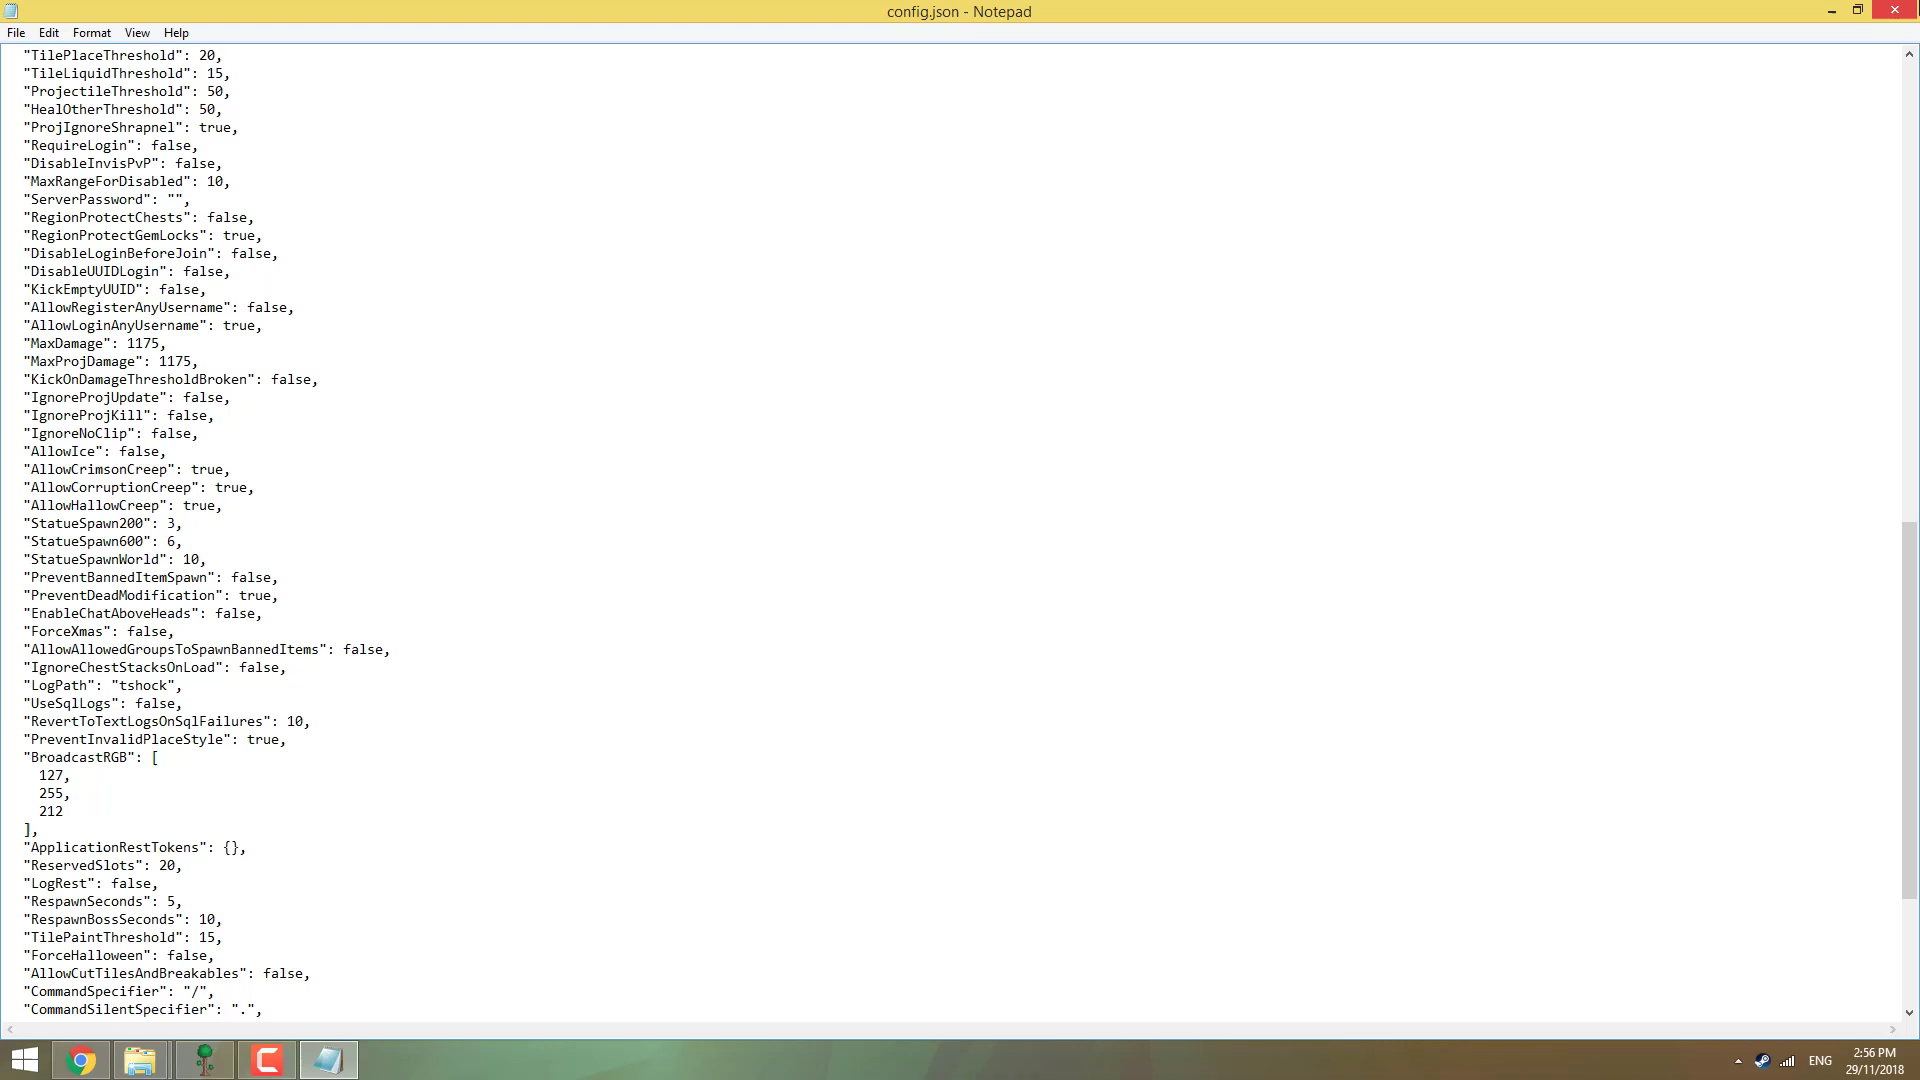 config.json - Notepad
File Edit Format View Help
"TilePlaceThreshold": 20,
"TileLiquidThreshold": 15,
"ProjectileThreshold": 50,
"HealOtherThreshold": 50,
"ProjIgnoreShrapnel": true,
"RequireLogin": false,
"DisableInvisPvP": false,
"MaxRangeForDisabled": 10,
"ServerPassword": "",
"RegionProtectChests": false,
"RegionProtectGemLocks": true,
"DisableLoginBeforeJoin": false,
"DisableUUIDLogin": false,
"KickEmptyUUID": false,
"AllowRegisterAnyUsername": false,
"AllowLoginAnyUsername": true,
"MaxDamage": 1175,
"MaxProjDamage": 1175,
"KickOnDamageThresholdBroken": false,
"IgnoreProjUpdate": false,
"IgnoreProjKill": false,
"IgnoreNoClip": false,
"AllowIce": false,
"AllowCrimsonCreep": true,
"AllowCorruptionCreep": true,
"AllowHallowCreep": true,
"StatueSpawn200": 3,
"StatueSpawn600": 6,
"StatueSpawnWorld": 10,
"PreventBannedItemSpawn": false,
"PreventDeadModification": true,
"EnableChatAboveHeads": false,
"ForceXmas": false,
"AllowAllowedGroupsToSpawnBannedItems": false,
"IgnoreChestStacksOnLoad": false,
"LogPath": "tshock",
"UseSqlLogs": false,
"RevertToTextLogsOnSqlFailures": 10,
"PreventInvalidPlaceStyle": true,
"BroadcastRGB": [
127,
255,
212
],
"ApplicationRestTokens": {},
"ReservedSlots": 20,
"LogRest": false,
"RespawnSeconds": 5,
"RespawnBossSeconds": 10,
"TilePaintThreshold": 15,
"ForceHalloween": false,
"AllowCutTilesAndBreakables": false,
"CommandSpecifier": "/",
"CommandSilentSpecifier": ".",
ENG
2:56 PM
29/11/2018